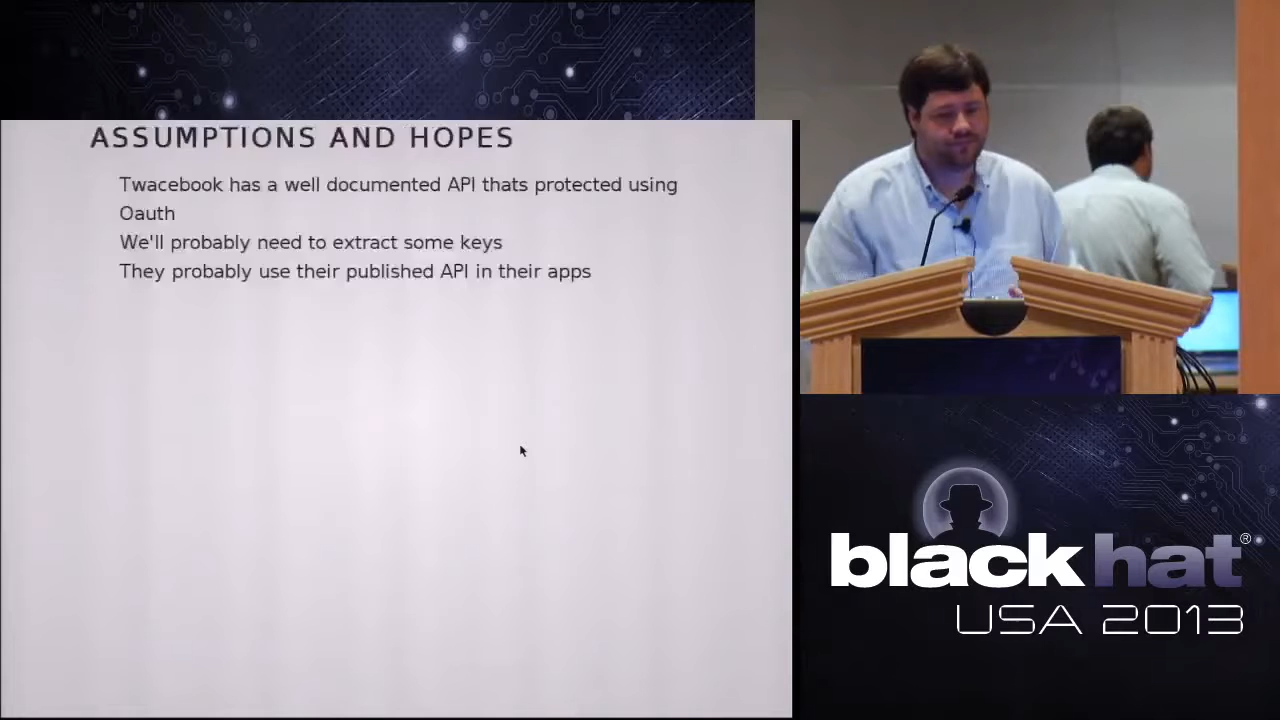 ASSUMPTIONS AND HOPES
Twacebook has a well documented API thats protected using
Oauth
We'll probably need to extract some keys
They probably use their published API in their apps
black hat®
USA 2013